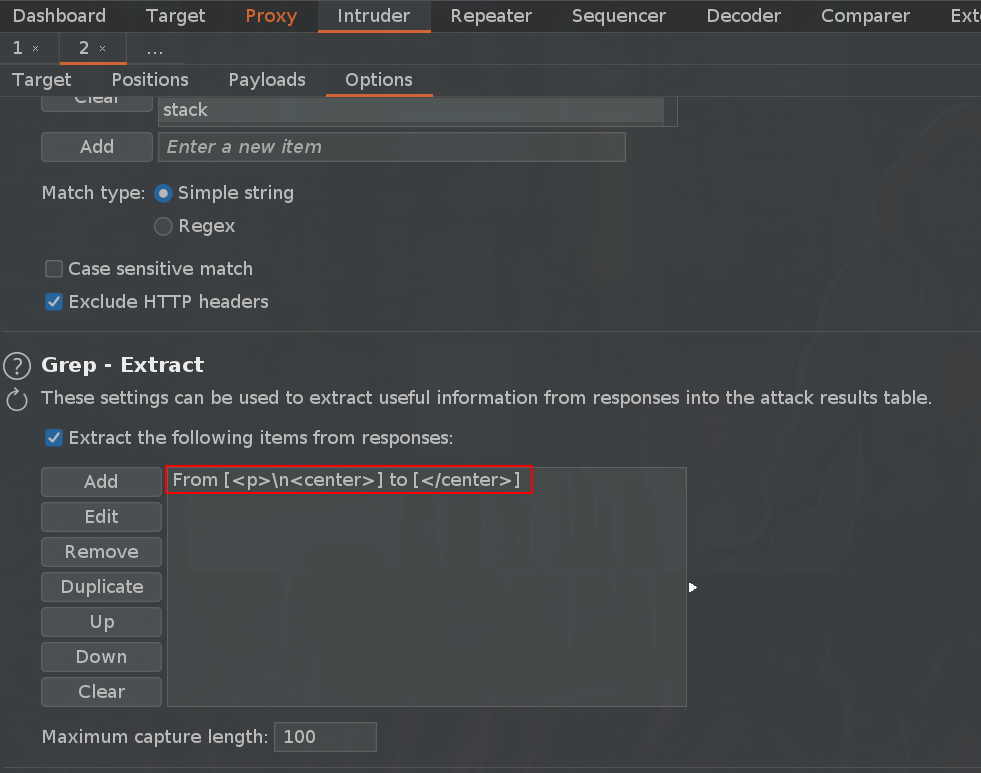 Dashboard Target Proxy Intruder Repeater Sequencer Decoder Comparer Exte
1 × 2 × ...
Target Positions Payloads Options
Clear stack
Add Enter a new item
Match type: Simple string
Regex
Case sensitive match
Exclude HTTP headers
? Grep - Extract
These settings can be used to extract useful information from responses into the attack results table.
Extract the following items from responses:
Add From [<p>\n<center>] to [</center>]
Edit
Remove
Duplicate
Up
Down
Clear
Maximum capture length: 100